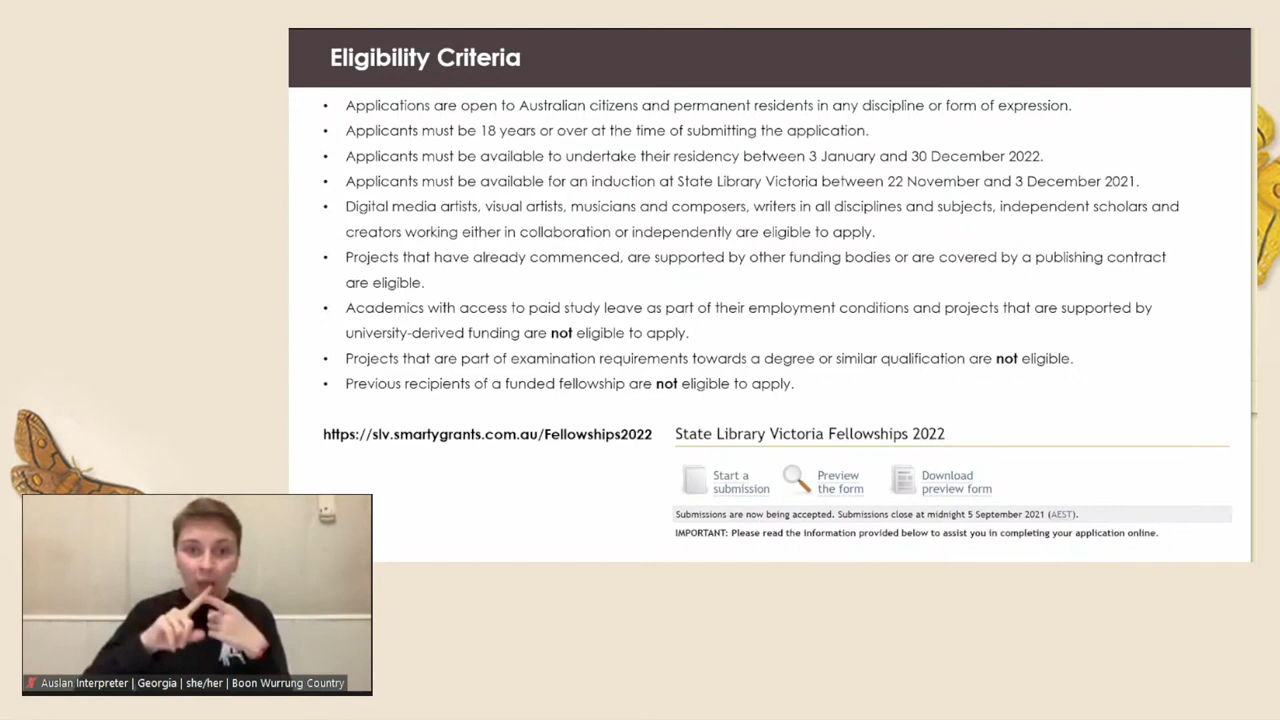 Eligibility Criteria
• Applications are open to Australian citizens and permanent residents in any discipline or form of expression.
• Applicants must be 18 years or over at the time of submitting the application.
• Applicants must be available to undertake their residency between 3 January and 30 December 2022.
• Applicants must be available for an induction at State Library Victoria between 22 November and 3 December 2021.
• Digital media artists, visual artists, musicians and composers, writers in all disciplines and subjects, independent scholars and
creators working either in collaboration or independently are eligible to apply.
• Projects that have already commenced, are supported by other funding bodies or are covered by a publishing contract
are eligible.
• Academics with access to paid study leave as part of their employment conditions and projects that are supported by
university-derived funding are not eligible to apply.
• Projects that are part of examination requirements towards a degree or similar qualification are not eligible.
• Previous recipients of a funded fellowship are not eligible to apply.
https://slv.smartygrants.com.au/Fellowships2022
State Library Victoria Fellowships 2022
Start a
submission
Preview
the form
Download
preview form
Submissions are now being accepted. Submissions close at midnight 5 September 2021 (AEST).
IMPORTANT: Please read the information provided below to assist you in completing your application online.
Auslan Interpreter | Georgia | she/her | Boon Wurrung Country